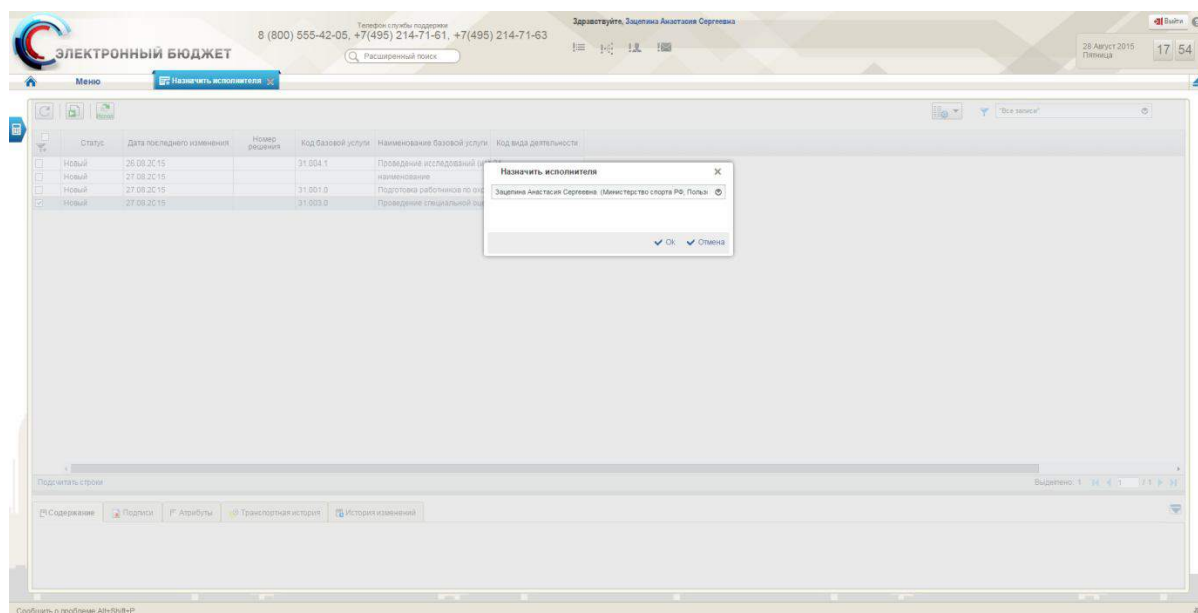 Телефон службы поддержки
8 (800) 555-42-05, +7(495) 214-71-61, +7(495) 214-71-63
Здравствуйте, Зацепина Анастасия Сергеевна
Выйти
ЭЛЕКТРОННЫЙ БЮДЖЕТ
Расширенный поиск
28 Август 2015
Пятница
17 54
Меню
Назначить исполнителя
"Все записи"
Статус Дата последнего изменения Номер решения Код базовой услуги Наименование базовой услуги Код вида деятельности
Новый 26.08.2015 31.004.1 Проведение исследований
Новый 27.08.2015 наименование
Новый 27.08.2015 31.001.0 Подготовка работников по
Новый 27.08.2015 31.003.0 Проведение специальной
Назначить исполнителя
Зацепина Анастасия Сергеевна (Министерство спорта РФ; Польз
Ok Отмена
Подсчитать строки
Выделено: 1 1 / 1
Содержание Подписи Атрибуты Транспортная история История изменений
Сообщить о проблеме Alt+Shift+P